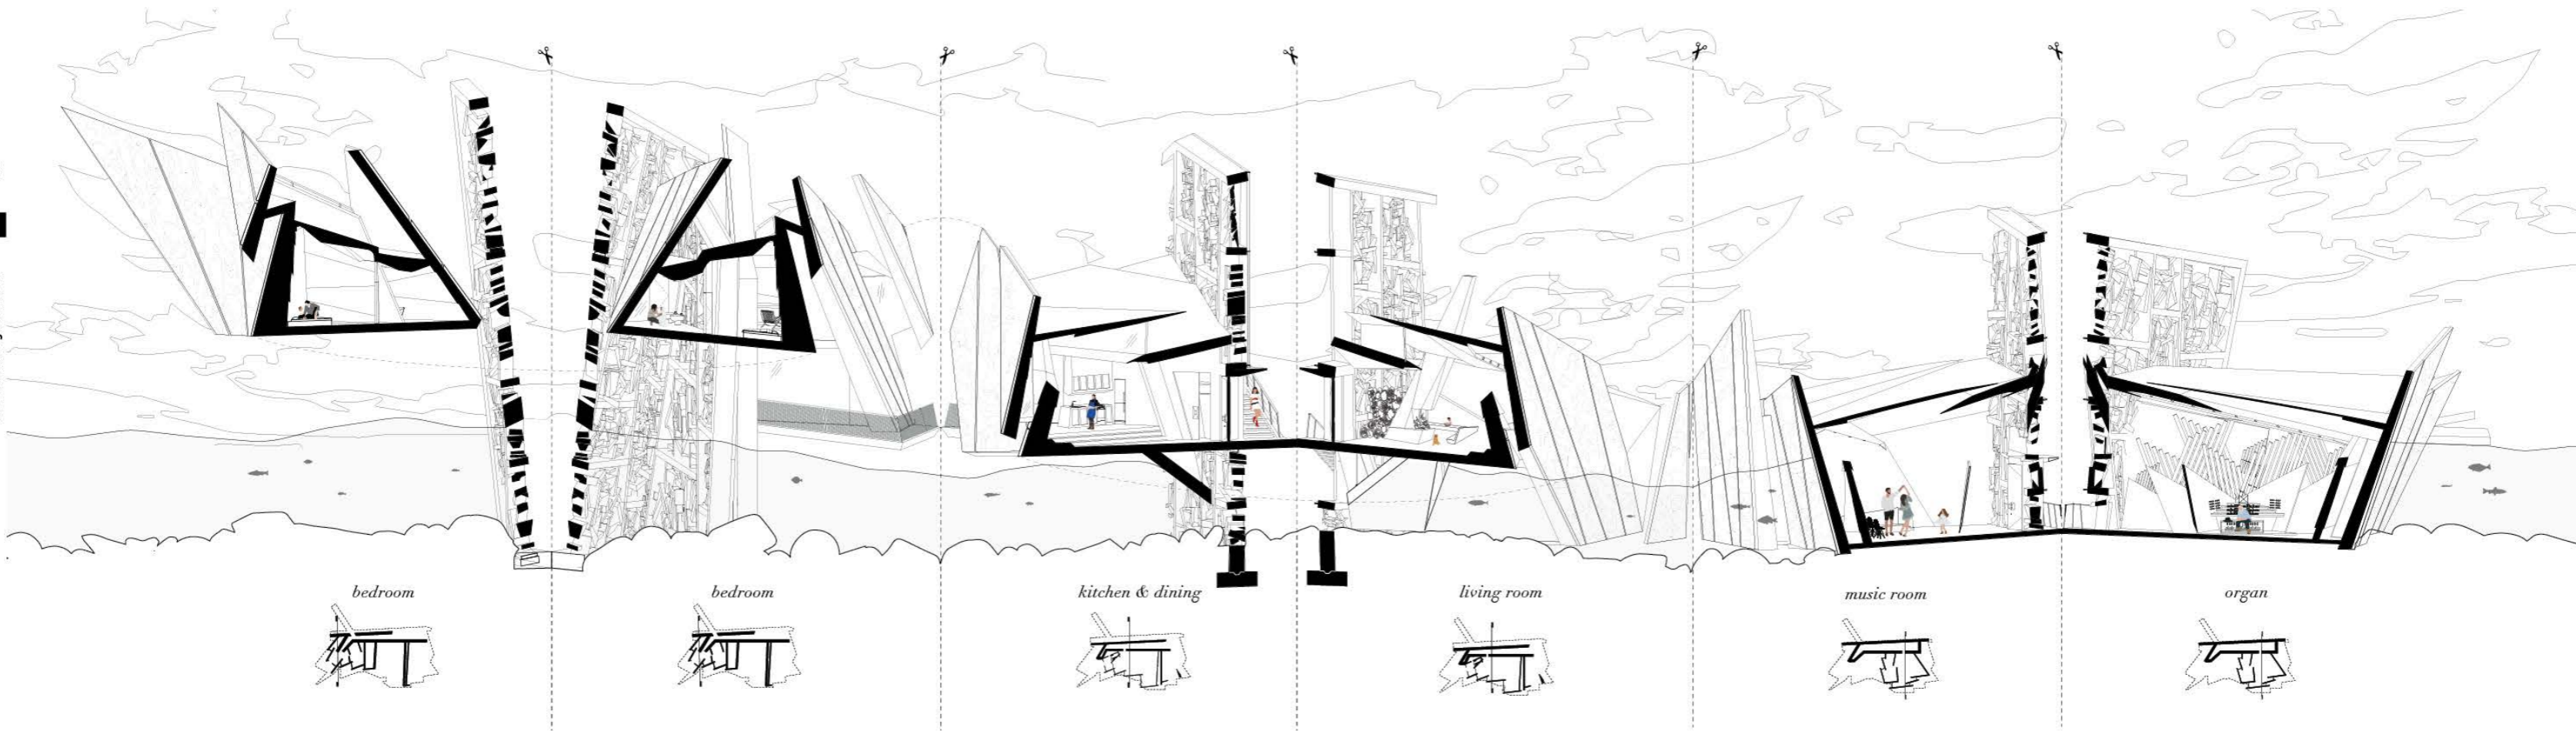 bedroom
bedroom
kitchen & dining
living room
music room
organ